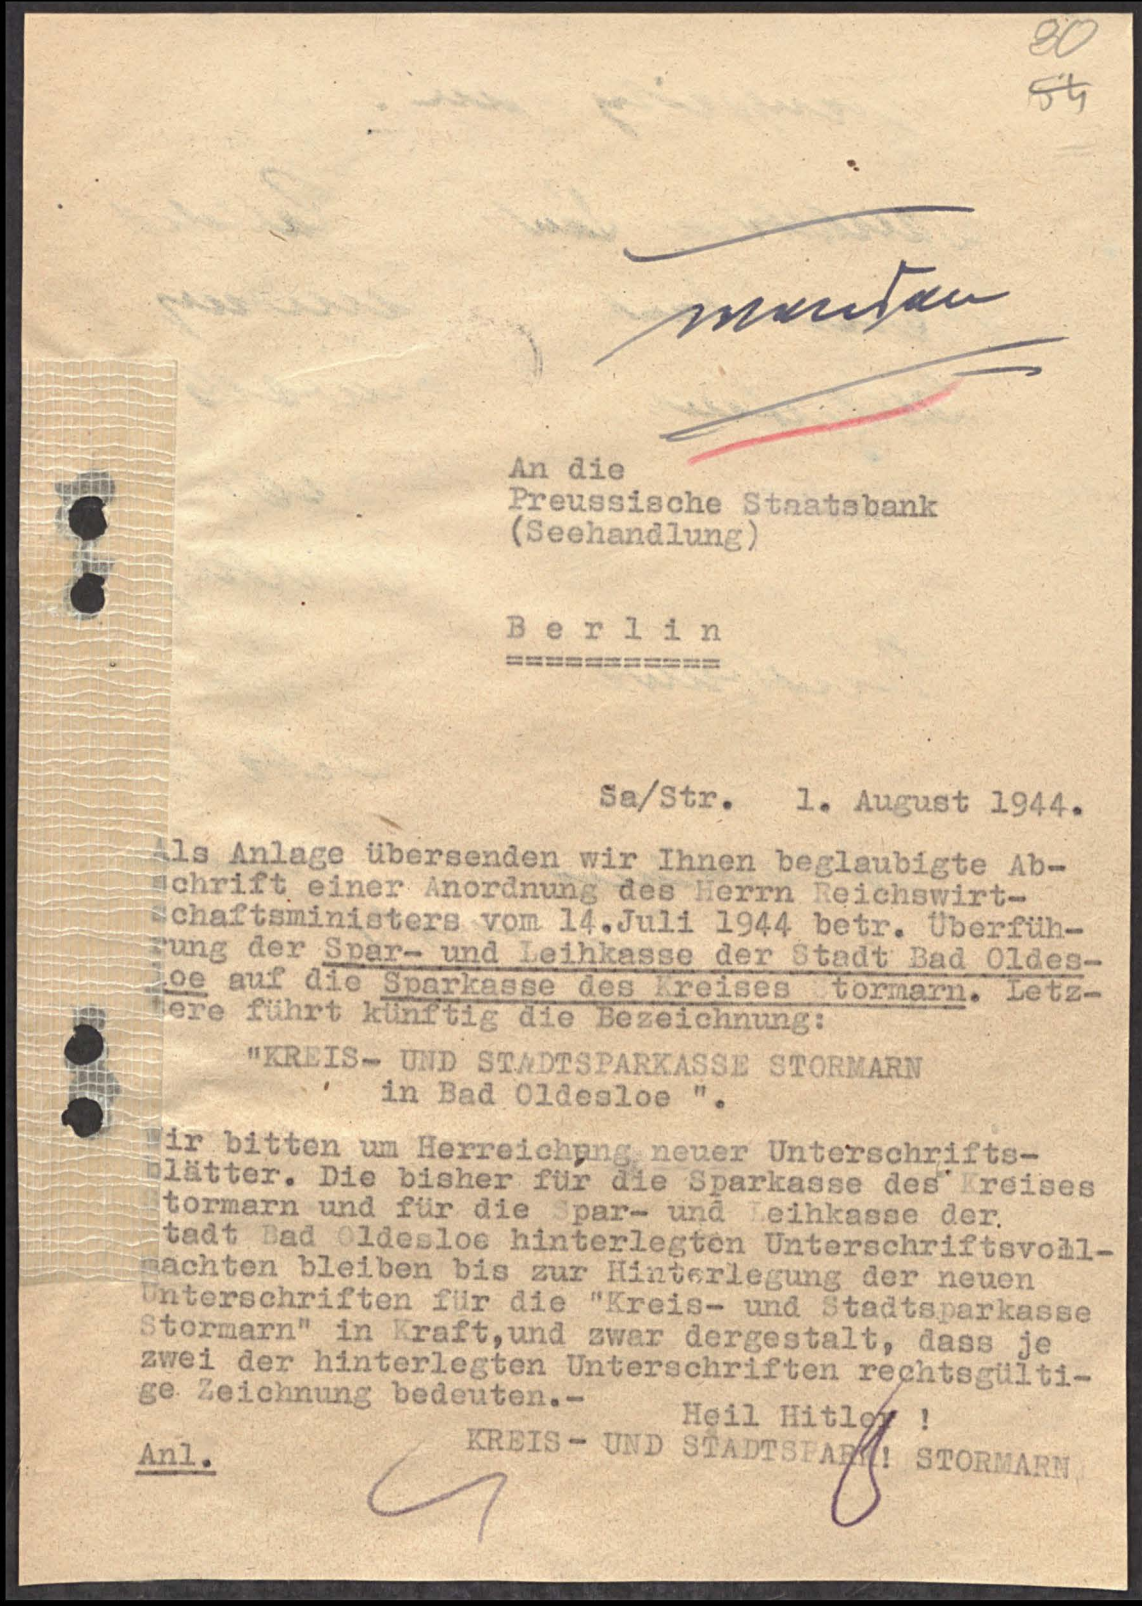 80
54
An die
Preussische Staatsbank
(Seehandlung)
B e r l i n
===========
Sa/Str. 1. August 1944.
Als Anlage übersenden wir Ihnen beglaubigte Ab-
schrift einer Anordnung des Herrn Reichswirt-
schaftsministers vom 14.Juli 1944 betr. Überfüh-
rung der Spar- und Leihkasse der Stadt Bad Oldes-
loe auf die Sparkasse des Kreises Stormarn. Letz-
tere führt künftig die Bezeichnung:
"KREIS- UND STADTSPARKASSE STORMARN
in Bad Oldesloe ".
Wir bitten um Herreichung neuer Unterschrifts-
blätter. Die bisher für die Sparkasse des Kreises
Stormarn und für die Spar- und Leihkasse der
Stadt Bad Oldesloe hinterlegten Unterschriftsvoll-
machten bleiben bis zur Hinterlegung der neuen
Unterschriften für die "Kreis- und Stadtsparkasse
Stormarn" in Kraft,und zwar dergestalt, dass je
zwei der hinterlegten Unterschriften rechtsgülti-
ge Zeichnung bedeuten.-
Heil Hitler !
KREIS- UND STADTSPARK! STORMARN
Anl.